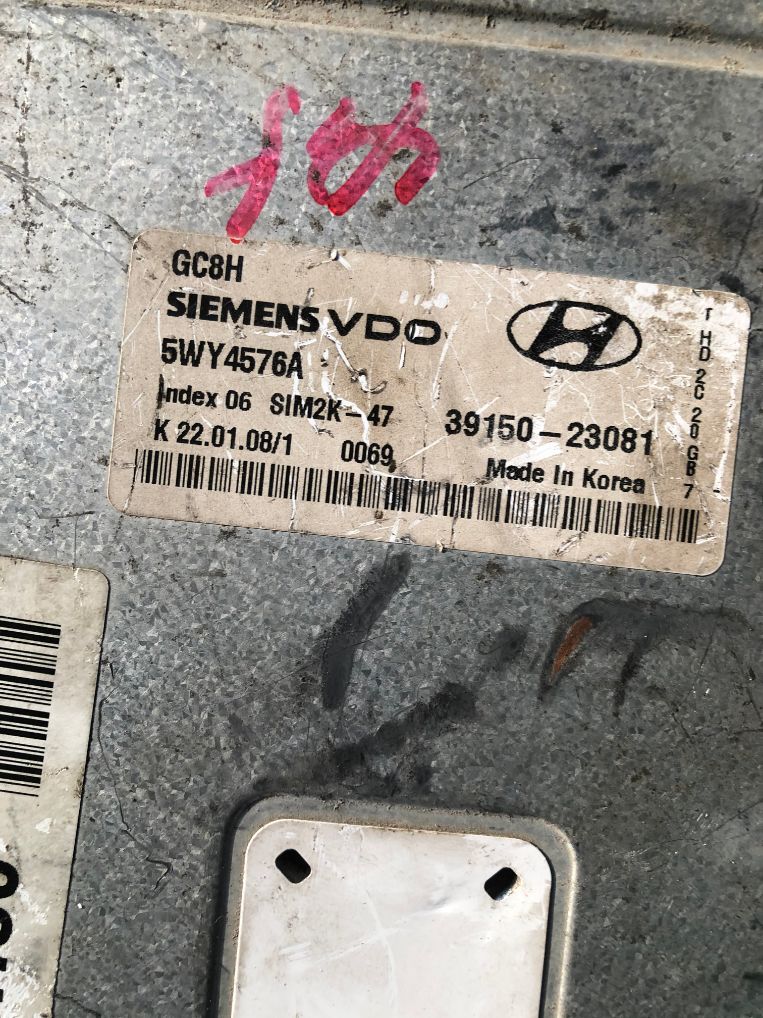 GC8H
SIEMENS VDO
5WY4576A
Index 06 SIM2K-47
39150-23081
K 22.01.08/1 0069
Made In Korea
HD 2C 20 GB 7